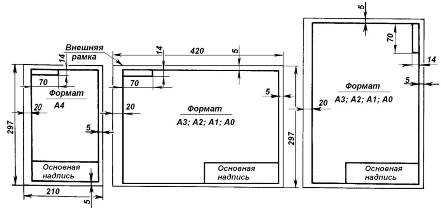 14
70
Формат
А4
20
297
5
Основная
надпись
210
5
Внешняя
рамка
420
14
5
70
Формат
А3; А2; А1; А0
20
5
297
Основная
надпись
5
70
14
Формат
А3; А2; А1; А0
20
5
Основная
надпись